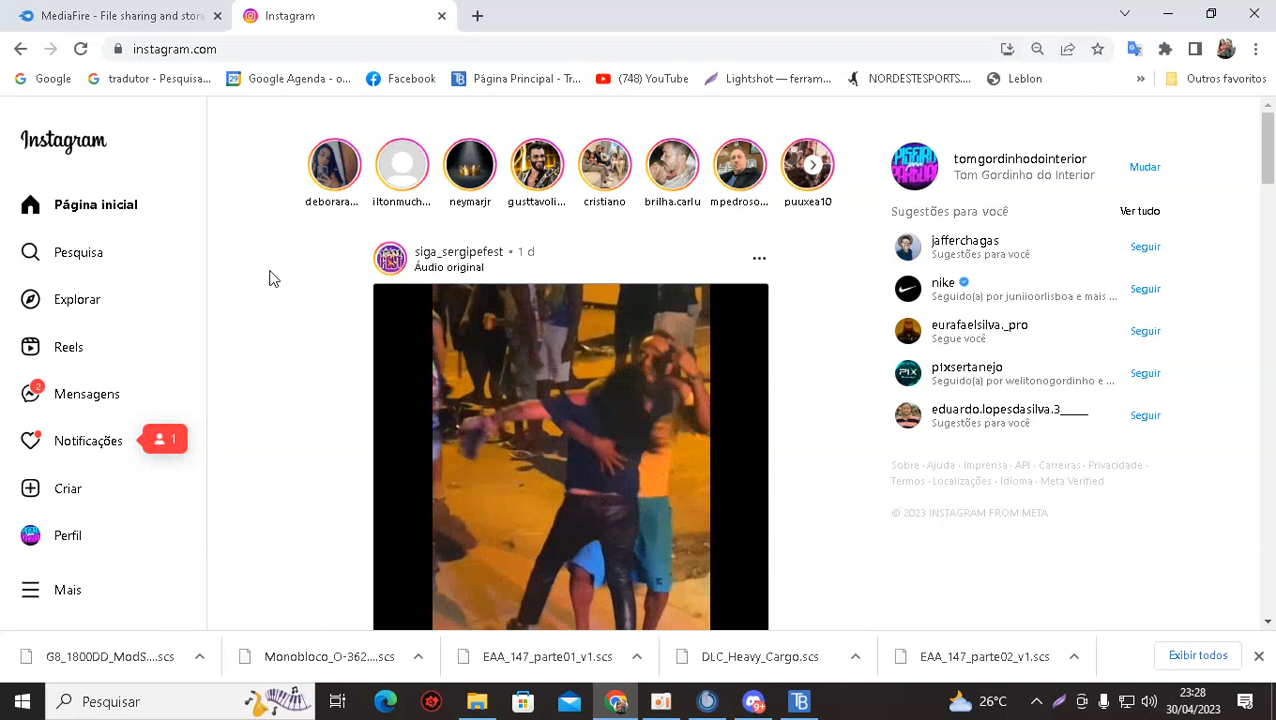 MediaFire - File sharing and stor
Instagram
instagram.com
Google
tradutor - Pesquisa...
Google Agenda - o...
Facebook
Página Principal - Tr...
(748) YouTube
Lightshot — ferram...
NORDESTESPORTS....
Leblon
»
Outros favoritos
Instagram
Página inicial
Pesquisa
Explorar
Reels
2
Mensagens
Notificações
1
Criar
Perfil
Mais
deborara...
iltonmuch...
neymarjr
gusttavoli...
cristiano
brilha.carlu
mpedroso...
puuxea10
siga_sergipefest • 1 d
Áudio original
tomgordinhodointerior
Tom Gordinho do Interior
Mudar
Sugestões para você
Ver tudo
jafferchagas
Sugestões para você
Seguir
nike
Seguido(a) por juniioorlisboa e mais ...
Seguir
eurafaelsilva._pro
Segue você
Seguir
p1xsertanejo
Seguido(a) por welitonogordinho e ...
Seguir
eduardo.lopesdasilva.3____
Sugestões para você
Seguir
Sobre · Ajuda · Imprensa · API · Carreiras · Privacidade ·
Termos · Localizações · Idioma · Meta Verified
© 2023 INSTAGRAM FROM META
G8_1800DD_ModS....scs
Monobloco_O-362....scs
EAA_147_parte01_v1.scs
DLC_Heavy_Cargo.scs
EAA_147_parte02_v1.scs
Exibir todos
Pesquisar
26°C
23:28
30/04/2023